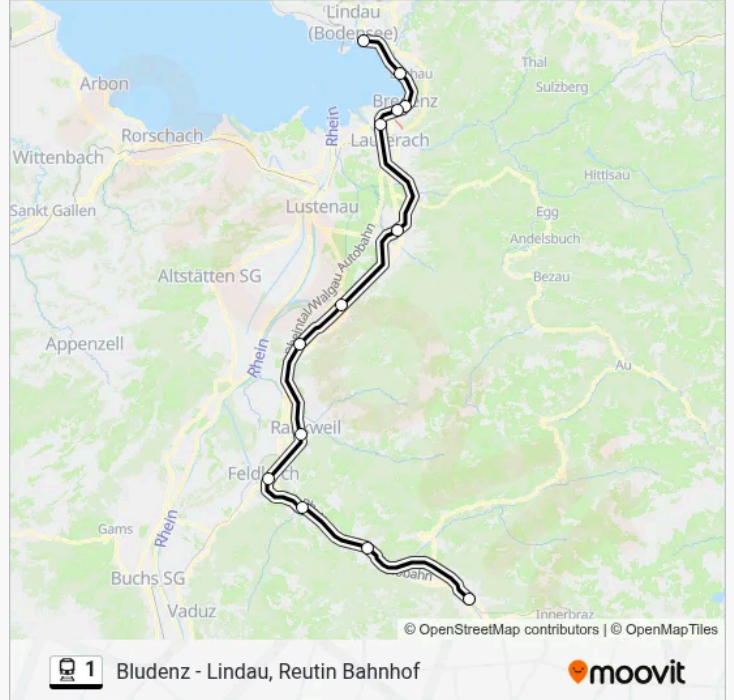 Lindau
(Bodensee)
Arbon
Thal
Sulzberg
Rorschach
Rhein
Lauterach
Wittenbach
Hittisau
Sankt Gallen
Lustenau
Egg
Andelsbuch
Rheintal/Walgau Autobahn
Altstätten SG
Bezau
Appenzell
Rhein
Au
Feldkirch
Rhein
Gams
Buchs SG
Vaduz
Innerbraz
© OpenStreetMap contributors | © OpenMapTiles
1 Bludenz - Lindau, Reutin Bahnhof
moovit